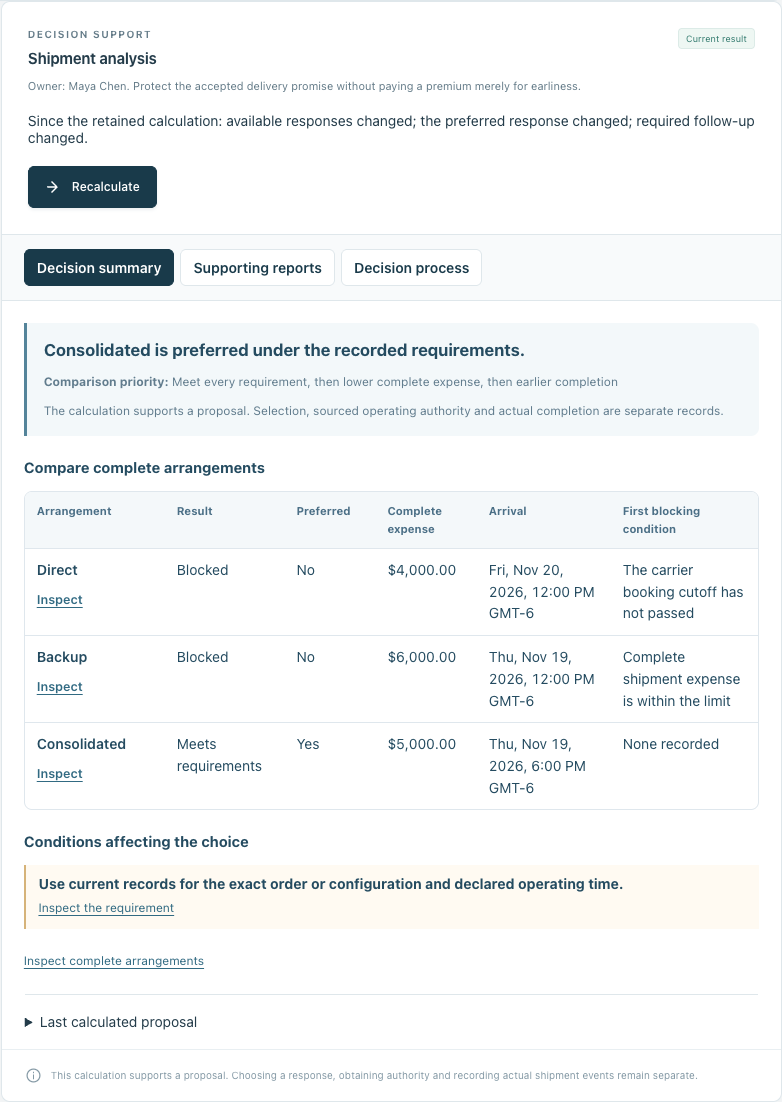 DECISION SUPPORT
Current result
Shipment analysis
Owner: Maya Chen. Protect the accepted delivery promise without paying a premium merely for earliness.
Since the retained calculation: available responses changed; the preferred response changed; required follow-up
changed.
→ Recalculate
Decision summary
Supporting reports
Decision process
Consolidated is preferred under the recorded requirements.
Comparison priority: Meet every requirement, then lower complete expense, then earlier completion
The calculation supports a proposal. Selection, sourced operating authority and actual completion are separate records.
Compare complete arrangements
Arrangement
Result
Preferred
Complete
expense
Arrival
First blocking
condition
Direct
Inspect
Blocked
No
$4,000.00
Fri, Nov 20,
2026, 12:00 PM
GMT-6
The carrier
booking cutoff has
not passed
Backup
Inspect
Blocked
No
$6,000.00
Thu, Nov 19,
2026, 12:00 PM
GMT-6
Complete
shipment expense
is within the limit
Consolidated
Inspect
Meets
requirements
Yes
$5,000.00
Thu, Nov 19,
2026, 6:00 PM
GMT-6
None recorded
Conditions affecting the choice
Use current records for the exact order or configuration and declared operating time.
Inspect the requirement
Inspect complete arrangements
Last calculated proposal
This calculation supports a proposal. Choosing a response, obtaining authority and recording actual shipment events remain separate.